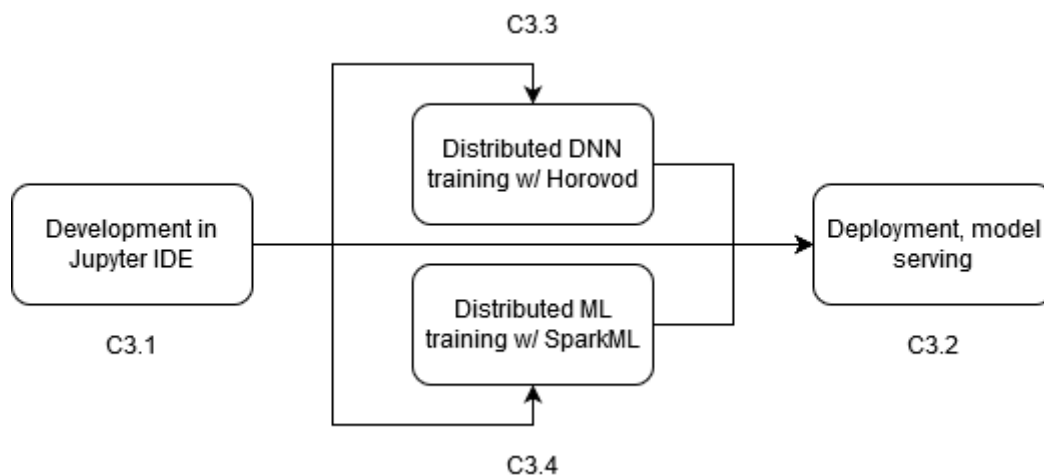 C3.3
Distributed DNN
training w/ Horovod
Development in
Jupyter IDE
C3.1
Deployment, model
serving
C3.2
Distributed ML
training w/ SparkML
C3.4